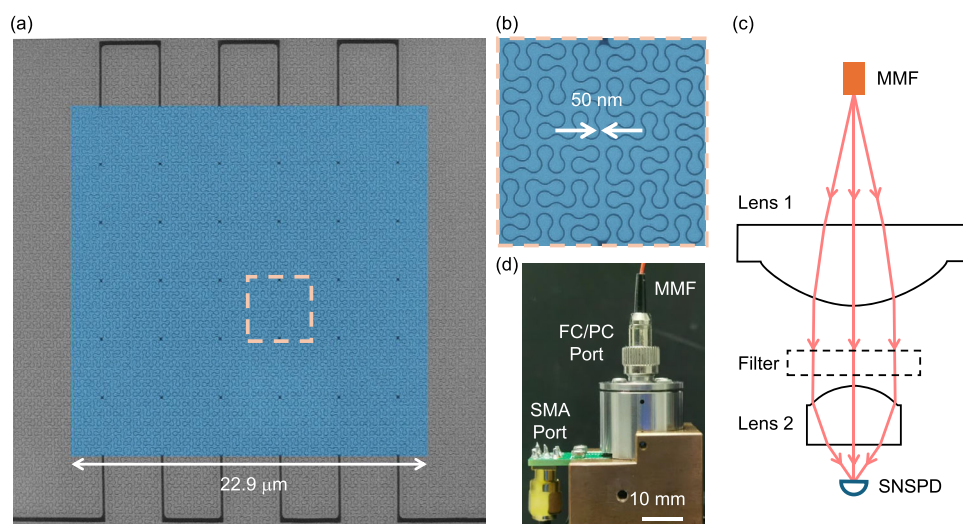 (a)
22.9 μm
(b)
50 nm
(c)
MMF
Lens 1
Filter
Lens 2
SNSPD
(d)
MMF
FC/PC
Port
SMA
Port
10 mm